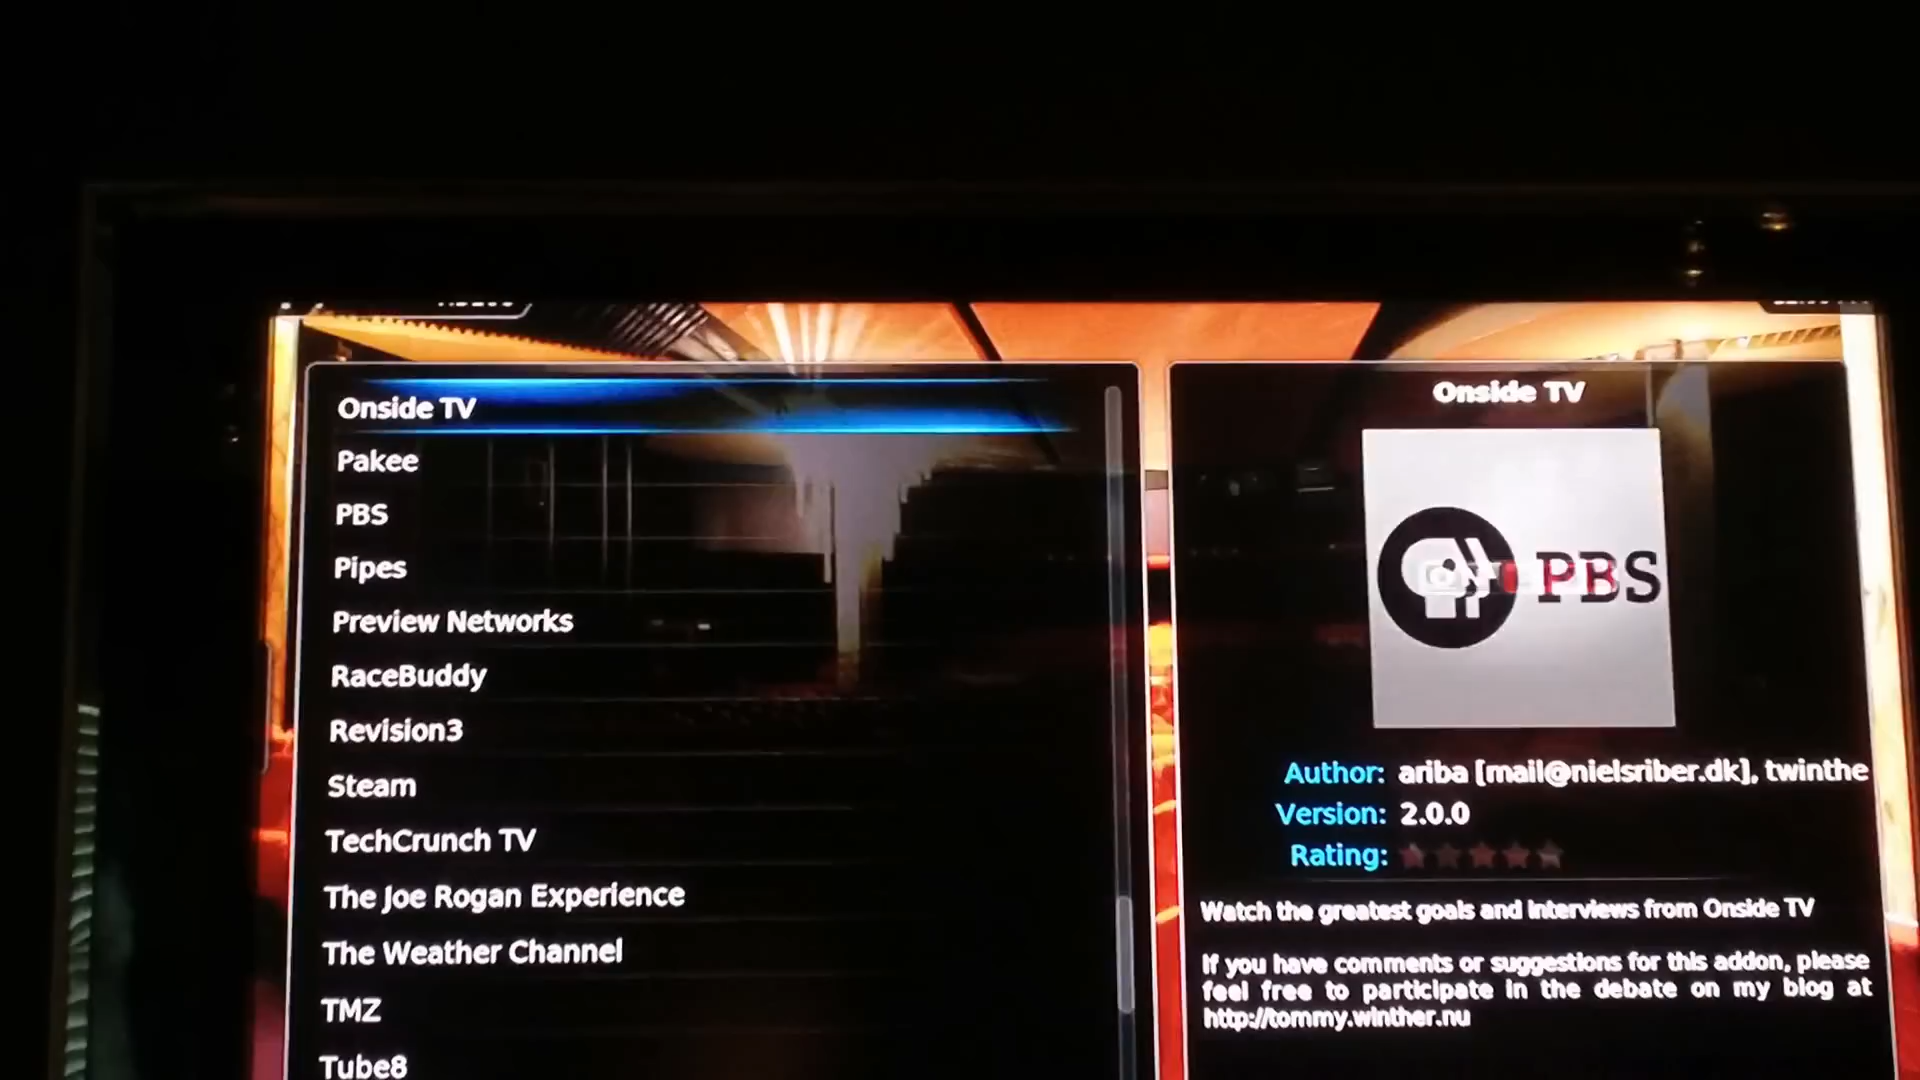 Onside TV
Pakee
PBS
Pipes
Preview Networks
RaceBuddy
Revision3
Steam
TechCrunch TV
The Joe Rogan Experience
The Weather Channel
TMZ
Tube8
Onside TV
PBS
Author: ariba [mail@nielsriber.dk], twinthe
Version: 2.0.0
Rating:
Watch the greatest goals and interviews from Onside TV
If you have comments or suggestions for this addon, please
feel free to participate in the debate on my blog at
http://tommy.winther.nu